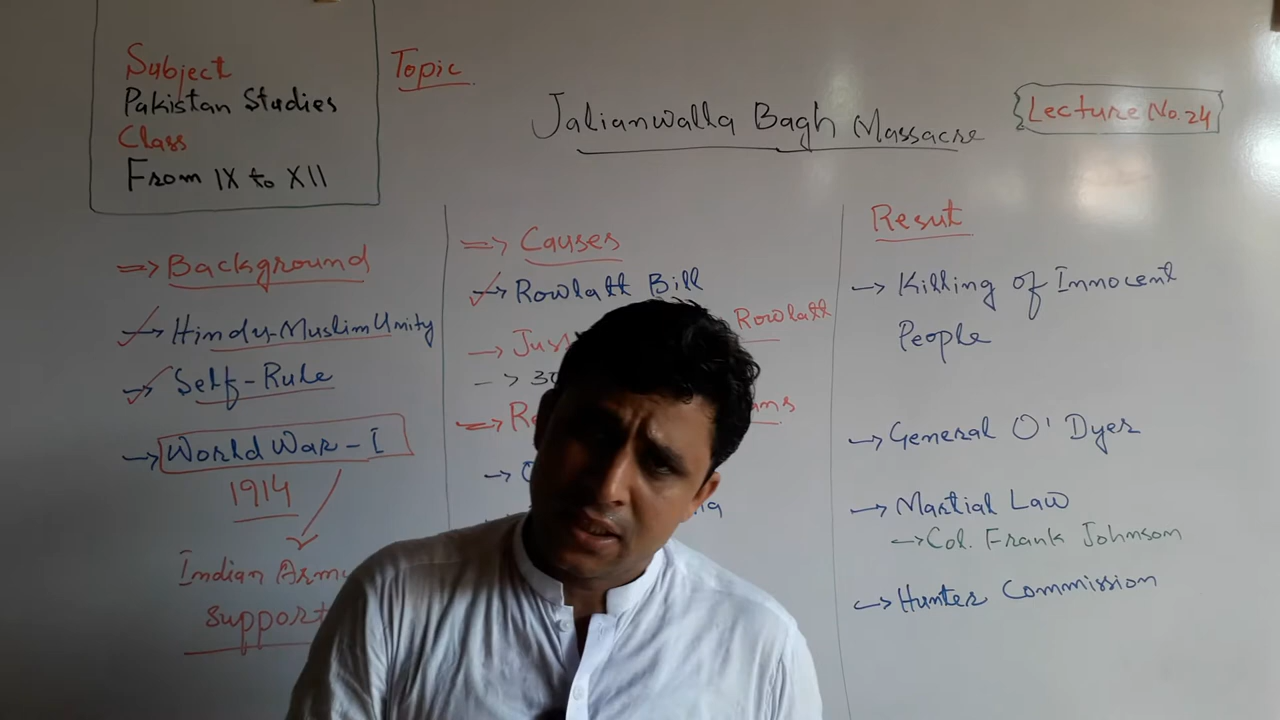 Subject
Pakistan Studies
Class
From IX to XII
Topic
Jalianwalla Bagh Massacre
Lecture No.24
=> Background
-> Hindu-Muslim Unity
-> Self-Rule
-> World War-I
1914
Indian
Support
=> Causes
-> Rowlatt Bill
-> Rowlatt
=>
Result
-> Killing of Innocent
People
-> General O'Dyer
-> Martial Law
-> Col. Frank Johnson
-> Hunter Commission